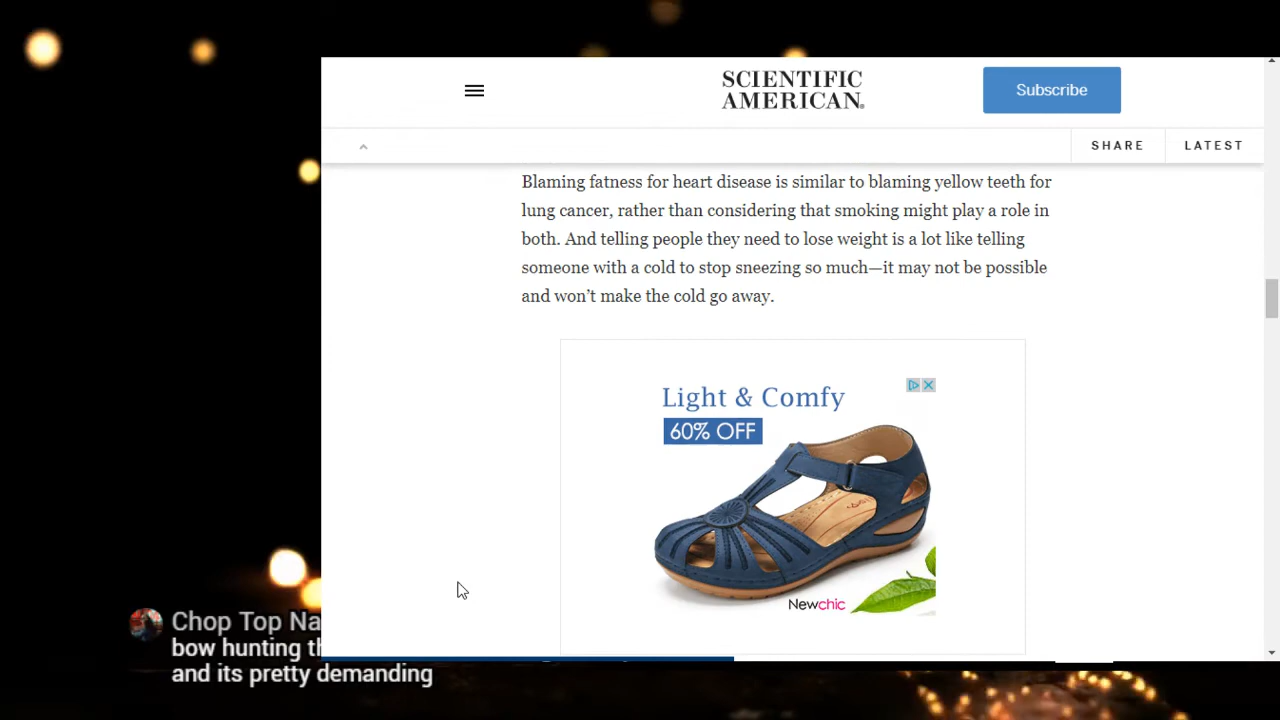 SCIENTIFIC
AMERICAN.
Subscribe
SHARE
LATEST
Blaming fatness for heart disease is similar to blaming yellow teeth for
lung cancer, rather than considering that smoking might play a role in
both. And telling people they need to lose weight is a lot like telling
someone with a cold to stop sneezing so much—it may not be possible
and won’t make the cold go away.
Light & Comfy
60% OFF
Newchic
Chop Top Na
bow hunting th
and its pretty demanding